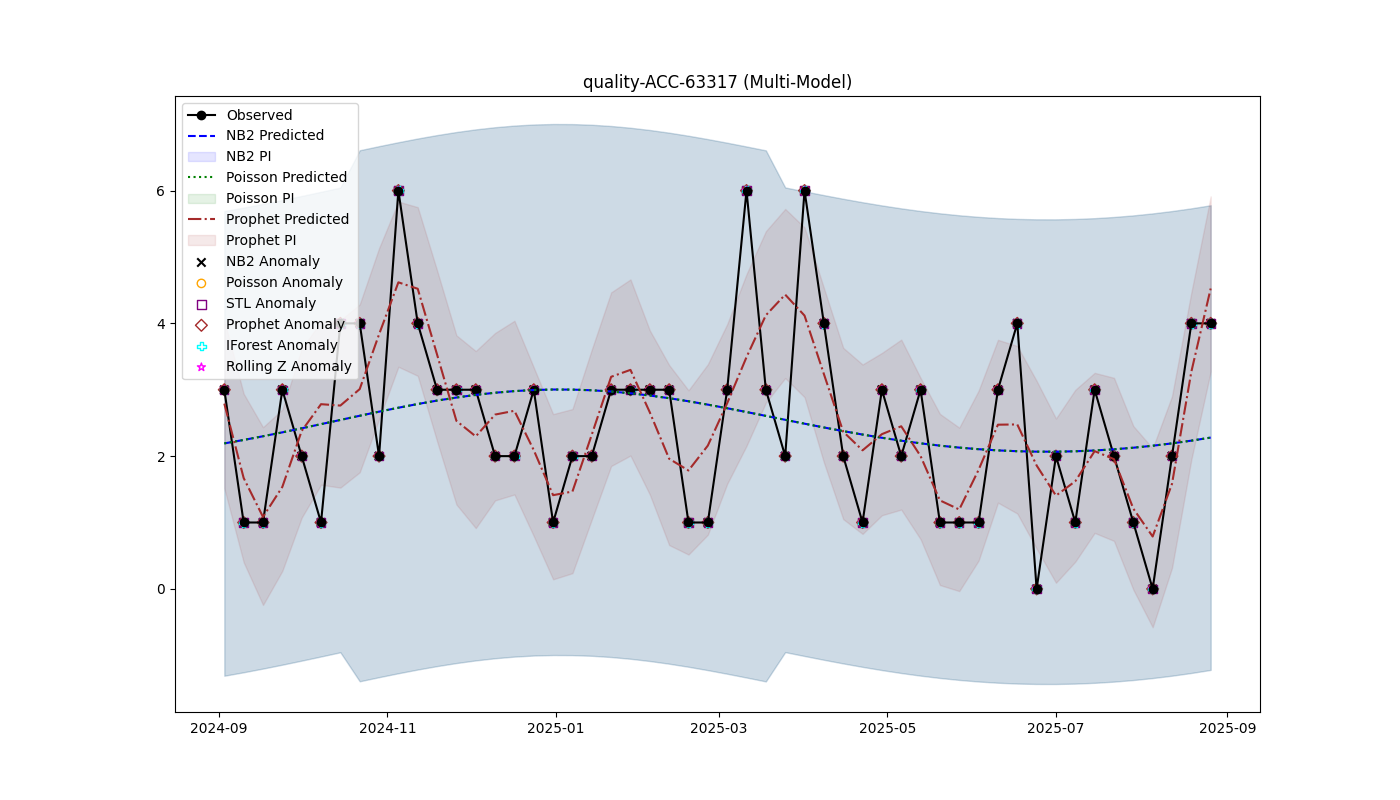 quality-ACC-63317 (Multi-Model)
Observed
NB2 Predicted
NB2 PI
Poisson Predicted
Poisson PI
Prophet Predicted
Prophet PI
NB2 Anomaly
Poisson Anomaly
STL Anomaly
Prophet Anomaly
IForest Anomaly
Rolling Z Anomaly
6
4
2
0
2024-09 2024-11 2025-01 2025-03 2025-05 2025-07 2025-09